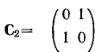 C₂ = ( 0 1
1 0 )